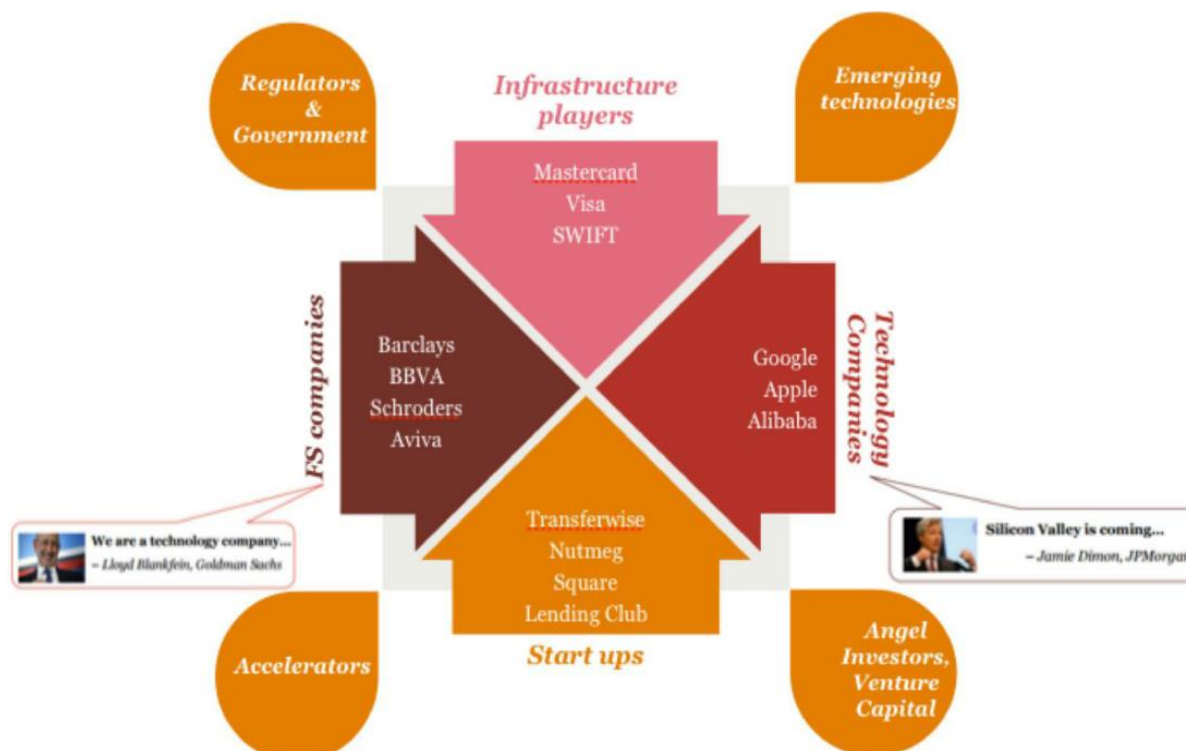 Regulators
&
Government
Infrastructure
players
Emerging
technologies
Mastercard
Visa
SWIFT
FS companies
Barclays
BBVA
Schroders
Aviva
Google
Apple
Alibaba
Technology
Companies
Transferwise
Nutmeg
Square
Lending Club
Start ups
We are a technology company...
– Lloyd Blankfein, Goldman Sachs
Silicon Valley is coming...
– Jamie Dimon, JPMorgan
Accelerators
Angel
Investors,
Venture
Capital